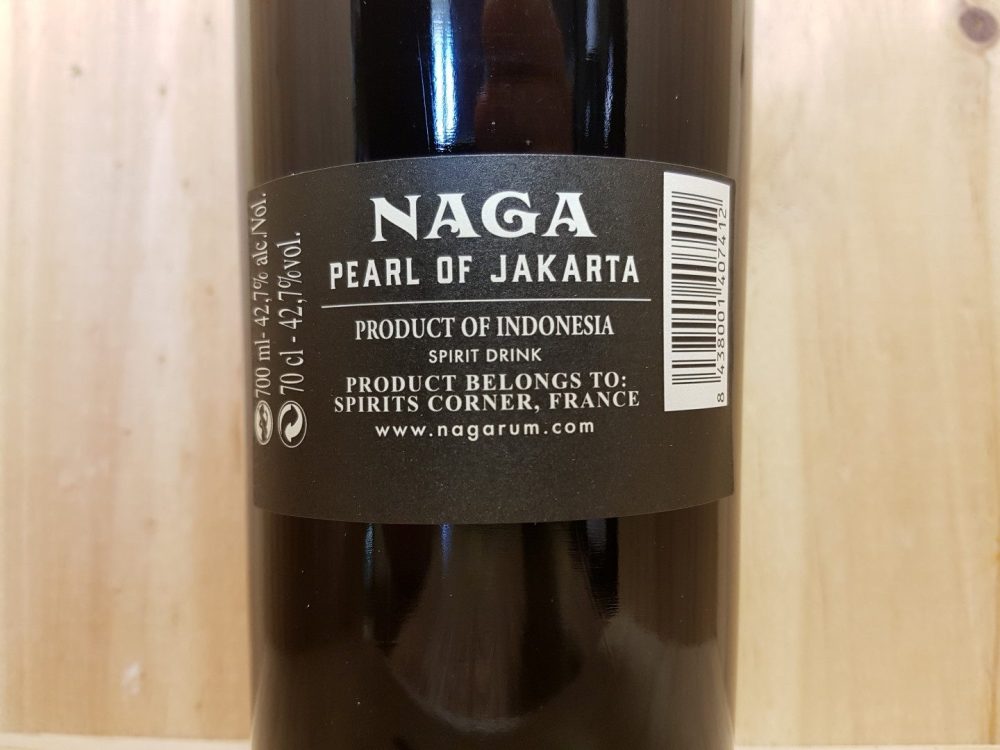 NAGA
PEARL OF JAKARTA
PRODUCT OF INDONESIA
SPIRIT DRINK
PRODUCT BELONGS TO:
SPIRITS CORNER, FRANCE
www.nagarum.com
700 ml- 42,7% alc./Vol.
70 cl - 42,7%vol.
8 438001 407412